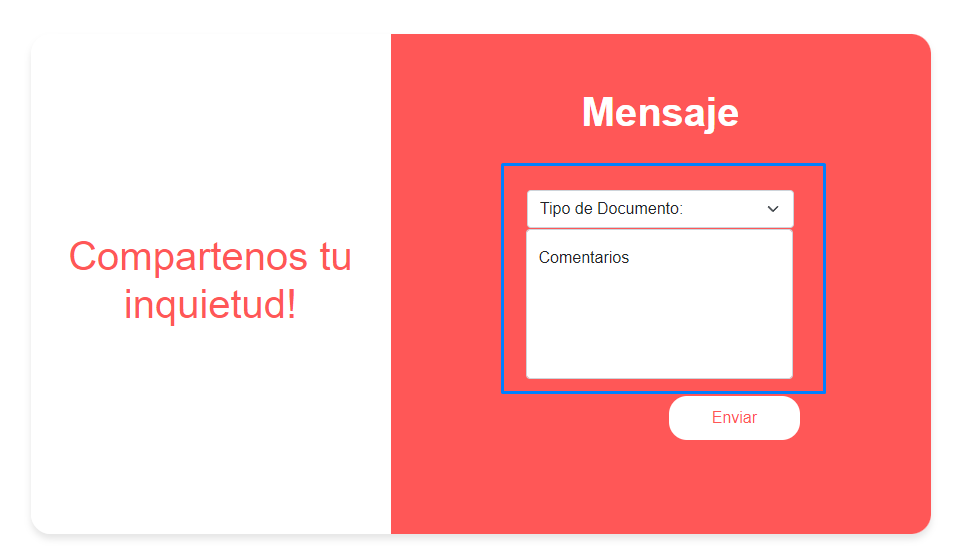 Compartenos tu
inquietud!
Mensaje
Tipo de Documento:
Comentarios
Enviar